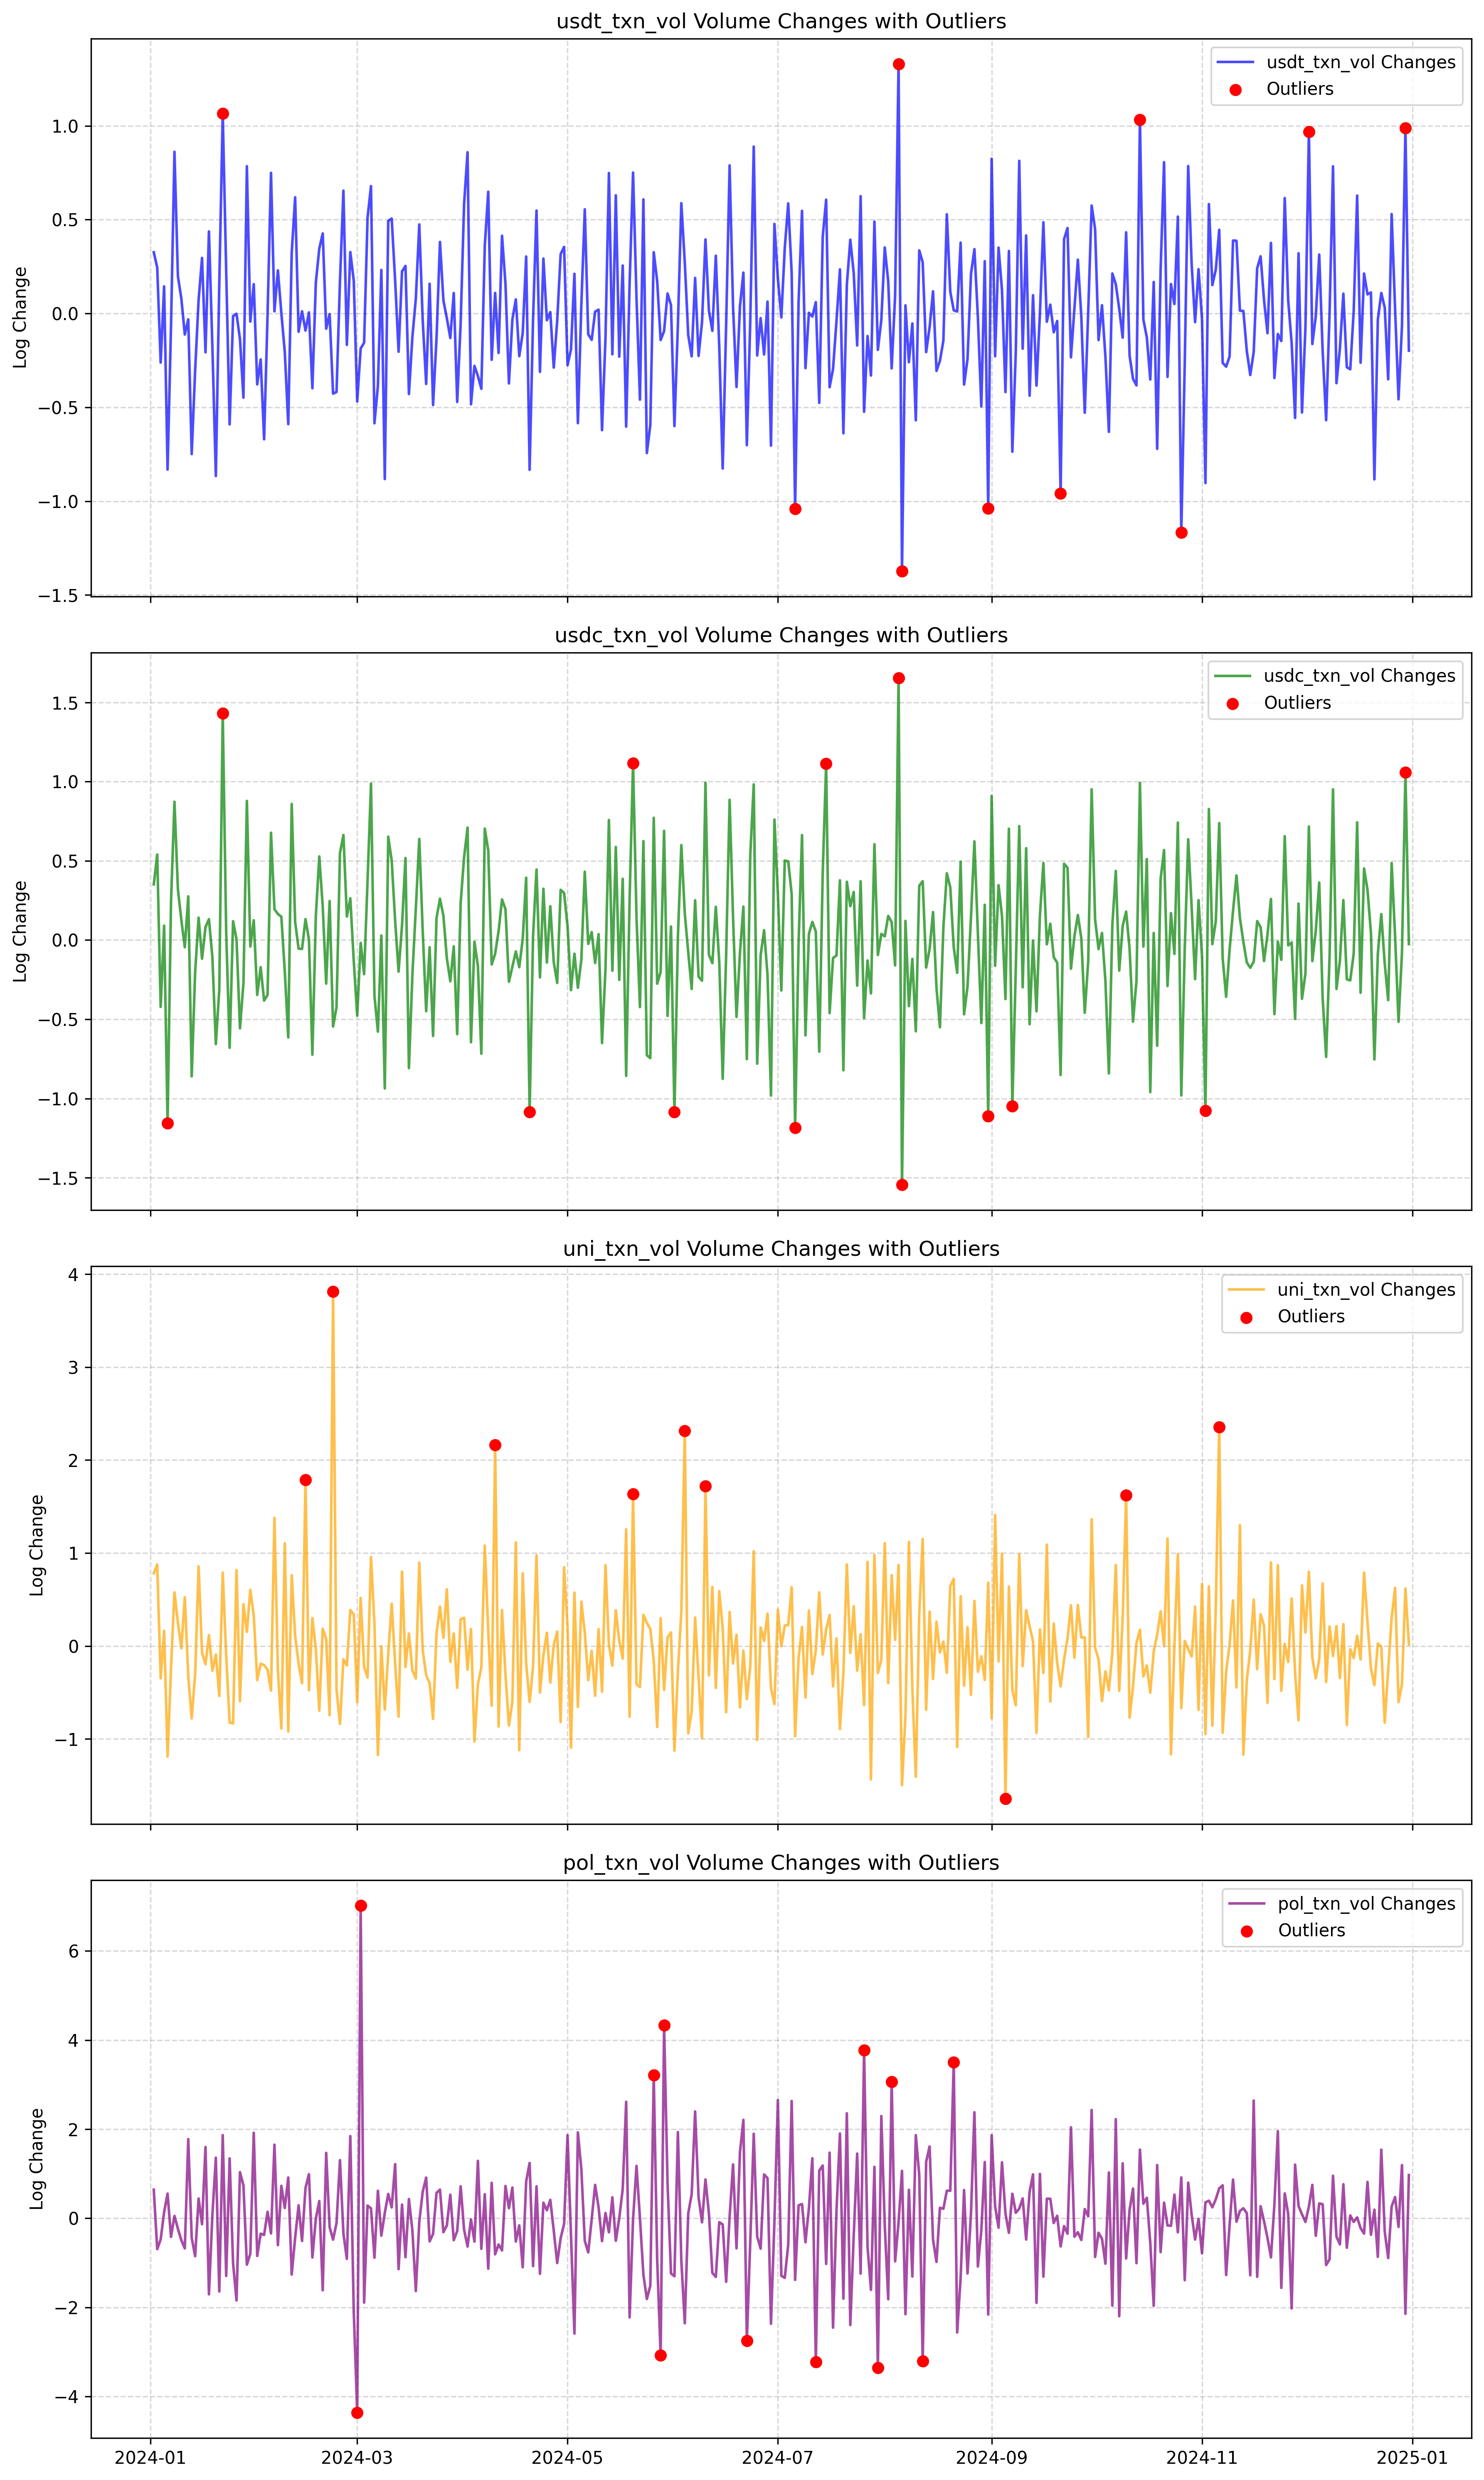 usdt_txn_vol Volume Changes with Outliers
usdt_txn_vol Changes
Outliers
Log Change
1.0
0.5
0.0
−0.5
−1.0
−1.5
usdc_txn_vol Volume Changes with Outliers
usdc_txn_vol Changes
Outliers
Log Change
1.5
1.0
0.5
0.0
−0.5
−1.0
−1.5
uni_txn_vol Volume Changes with Outliers
uni_txn_vol Changes
Outliers
Log Change
4
3
2
1
0
−1
pol_txn_vol Volume Changes with Outliers
pol_txn_vol Changes
Outliers
Log Change
6
4
2
0
−2
−4
2024-01 2024-03 2024-05 2024-07 2024-09 2024-11 2025-01